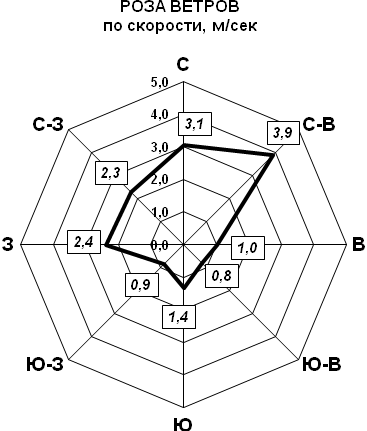 РОЗА ВЕТРОВ
по скорости, м/сек
С
5,0
С-З
4,0
3,1
С-В
3,9
3,0
2,3
2,0
1,0
З
2,4
0,0
1,0
В
0,9
0,8
1,4
Ю-З
Ю-В
Ю